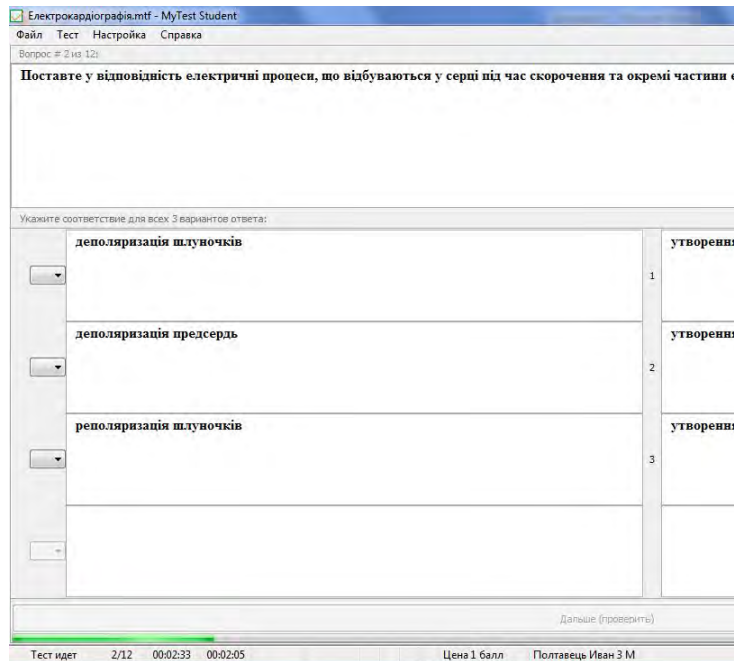 Електрокардіографія.mtf - MyTest Student
Файл Тест Настройка Справка
Вопрос # 2 из 12:
Поставте у відповідність електричні процеси, що відбуваються у серці під час скорочення та окремі частини
Укажите соответствие для всех 3 вариантов ответа:
деполяризація шлуночків
1
утворення
деполяризація предсердь
2
утворення
реполяризація шлуночків
3
утворення
Дальше (проверить)
Тест идет 2/12 00:02:33 00:02:05 Цена 1 балл Полтавець Иван 3 М